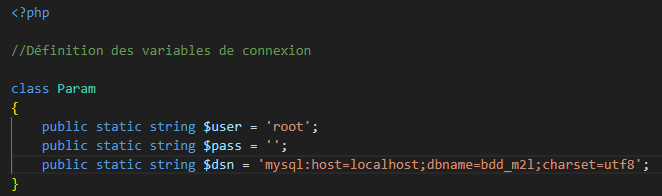 <?php
//Définition des variables de connexion
class Param
{
public static string $user = 'root';
public static string $pass = '';
public static string $dsn = 'mysql:host=localhost;dbname=bdd_m2l;charset=utf8';
}